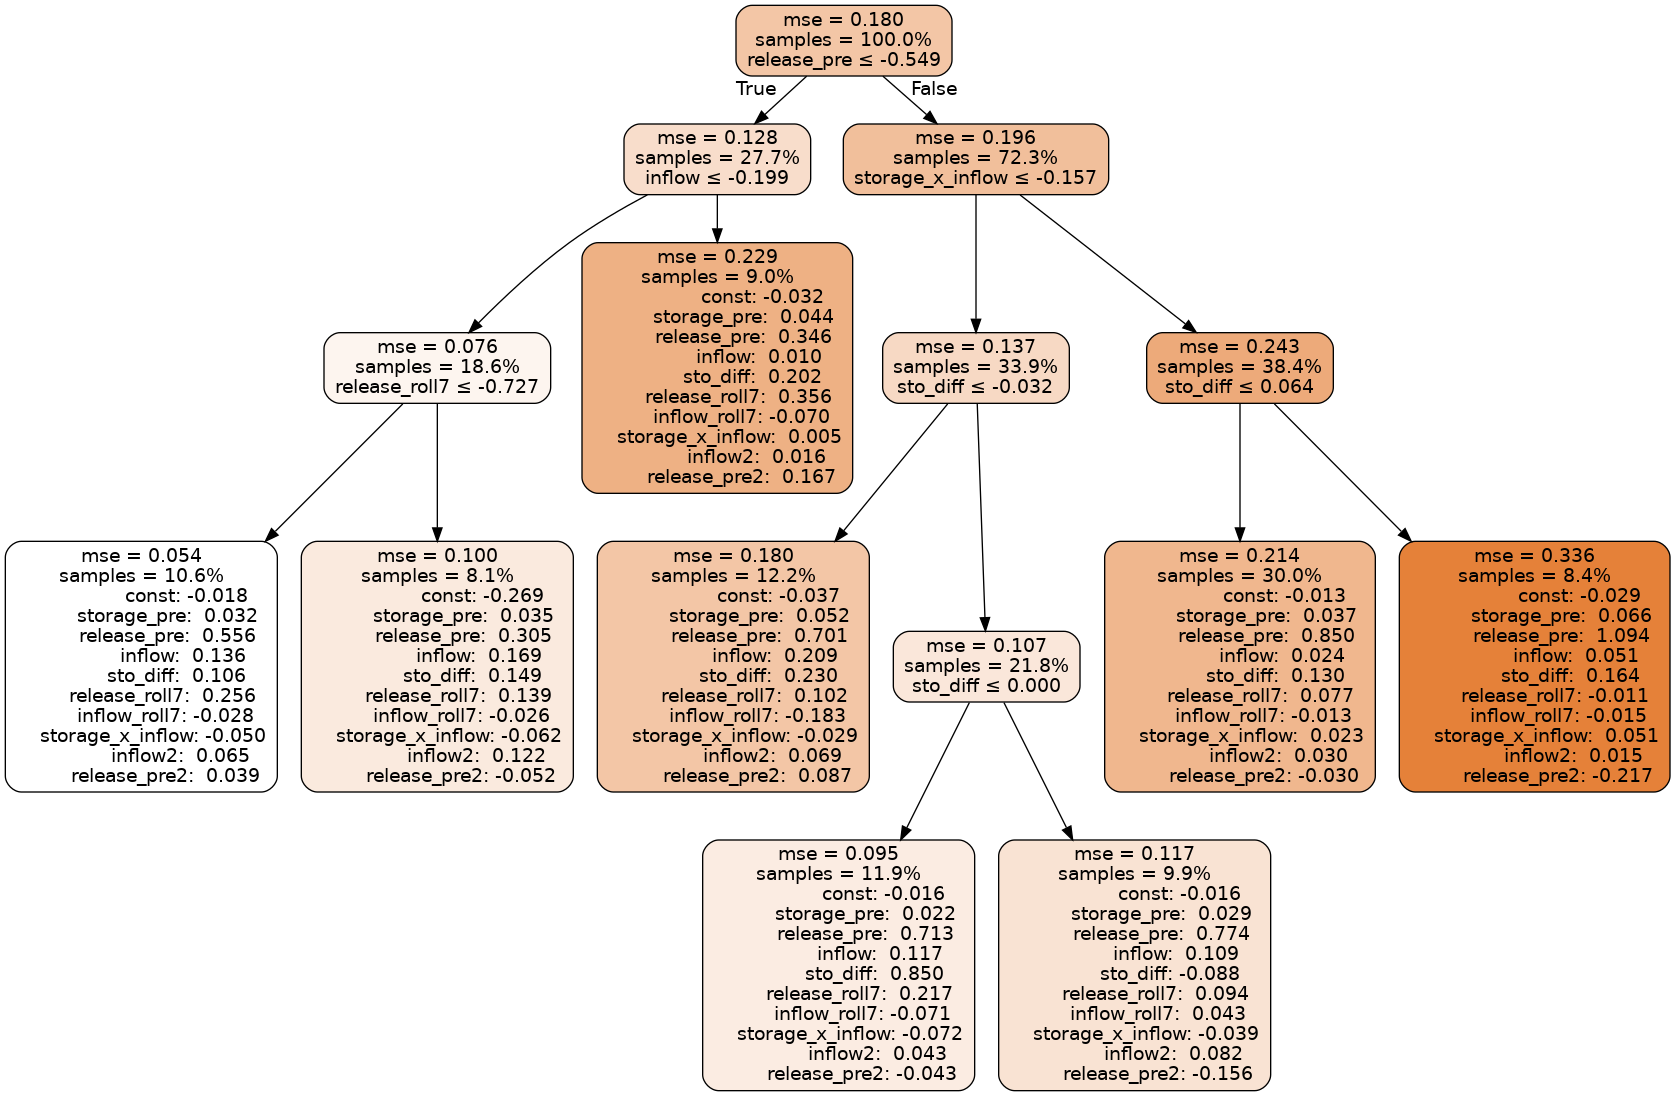 mse = 0.180
samples = 100.0%
release_pre ≤ -0.549
True
False
mse = 0.128
samples = 27.7%
inflow ≤ -0.199
mse = 0.196
samples = 72.3%
storage_x_inflow ≤ -0.157
mse = 0.229
samples = 9.0%
const: -0.032
storage_pre: 0.044
release_pre: 0.346
inflow: 0.010
sto_diff: 0.202
release_roll7: 0.356
inflow_roll7: -0.070
storage_x_inflow: 0.005
inflow2: 0.016
release_pre2: 0.167
mse = 0.076
samples = 18.6%
release_roll7 ≤ -0.727
mse = 0.137
samples = 33.9%
sto_diff ≤ -0.032
mse = 0.243
samples = 38.4%
sto_diff ≤ 0.064
mse = 0.054
samples = 10.6%
const: -0.018
storage_pre: 0.032
release_pre: 0.556
inflow: 0.136
sto_diff: 0.106
release_roll7: 0.256
inflow_roll7: -0.028
storage_x_inflow: -0.050
inflow2: 0.065
release_pre2: 0.039
mse = 0.100
samples = 8.1%
const: -0.269
storage_pre: 0.035
release_pre: 0.305
inflow: 0.169
sto_diff: 0.149
release_roll7: 0.139
inflow_roll7: -0.026
storage_x_inflow: -0.062
inflow2: 0.122
release_pre2: -0.052
mse = 0.180
samples = 12.2%
const: -0.037
storage_pre: 0.052
release_pre: 0.701
inflow: 0.209
sto_diff: 0.230
release_roll7: 0.102
inflow_roll7: -0.183
storage_x_inflow: -0.029
inflow2: 0.069
release_pre2: 0.087
mse = 0.107
samples = 21.8%
sto_diff ≤ 0.000
mse = 0.214
samples = 30.0%
const: -0.013
storage_pre: 0.037
release_pre: 0.850
inflow: 0.024
sto_diff: 0.130
release_roll7: 0.077
inflow_roll7: -0.013
storage_x_inflow: 0.023
inflow2: 0.030
release_pre2: -0.030
mse = 0.336
samples = 8.4%
const: -0.029
storage_pre: 0.066
release_pre: 1.094
inflow: 0.051
sto_diff: 0.164
release_roll7: -0.011
inflow_roll7: -0.015
storage_x_inflow: 0.051
inflow2: 0.015
release_pre2: -0.217
mse = 0.095
samples = 11.9%
const: -0.016
storage_pre: 0.022
release_pre: 0.713
inflow: 0.117
sto_diff: 0.850
release_roll7: 0.217
inflow_roll7: -0.071
storage_x_inflow: -0.072
inflow2: 0.043
release_pre2: -0.043
mse = 0.117
samples = 9.9%
const: -0.016
storage_pre: 0.029
release_pre: 0.774
inflow: 0.109
sto_diff: -0.088
release_roll7: 0.094
inflow_roll7: 0.043
storage_x_inflow: -0.039
inflow2: 0.082
release_pre2: -0.156